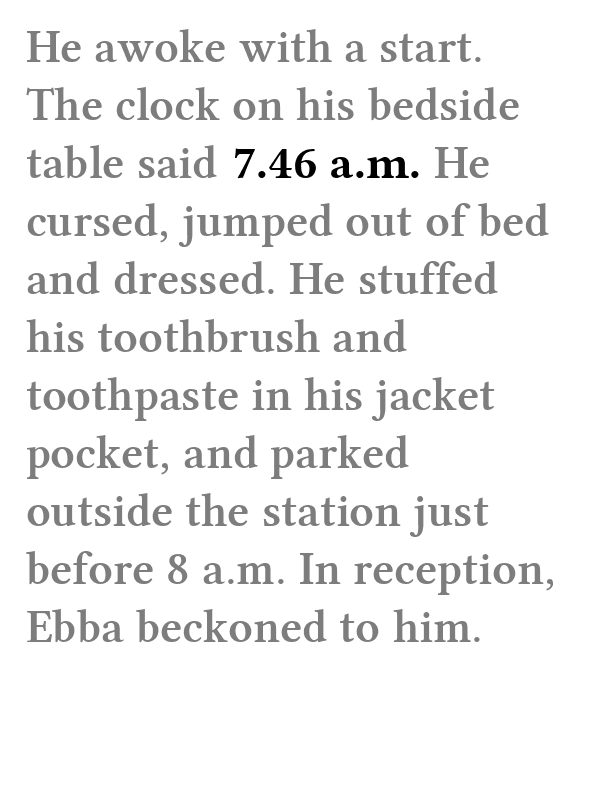 He awoke with a start.
The clock on his bedside
table said 7.46 a.m. He
cursed, jumped out of bed
and dressed. He stuffed
his toothbrush and
toothpaste in his jacket
pocket, and parked
outside the station just
before 8 a.m. In reception,
Ebba beckoned to him.